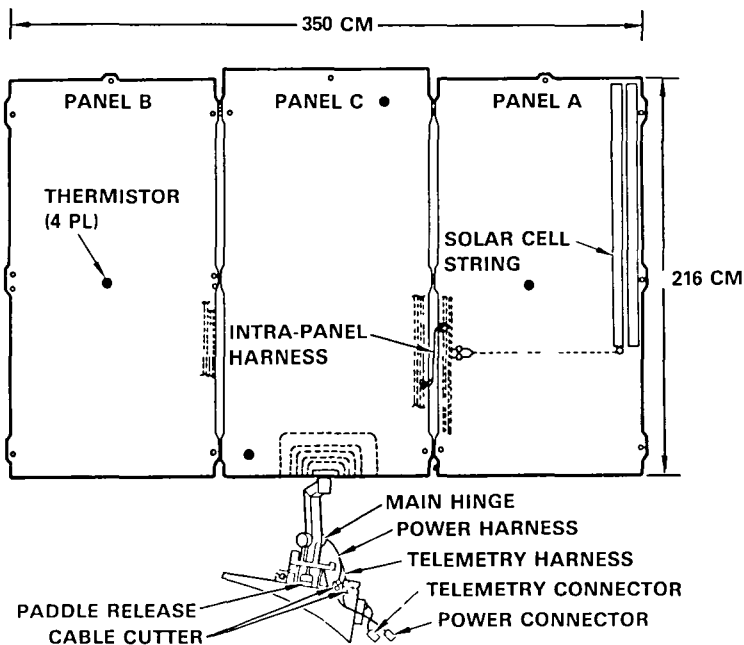 350 CM
PANEL B
PANEL C
PANEL A
THERMISTOR
(4 PL)
SOLAR CELL
STRING
216 CM
INTRA-PANEL
HARNESS
MAIN HINGE
POWER HARNESS
TELEMETRY HARNESS
TELEMETRY CONNECTOR
PADDLE RELEASE
POWER CONNECTOR
CABLE CUTTER